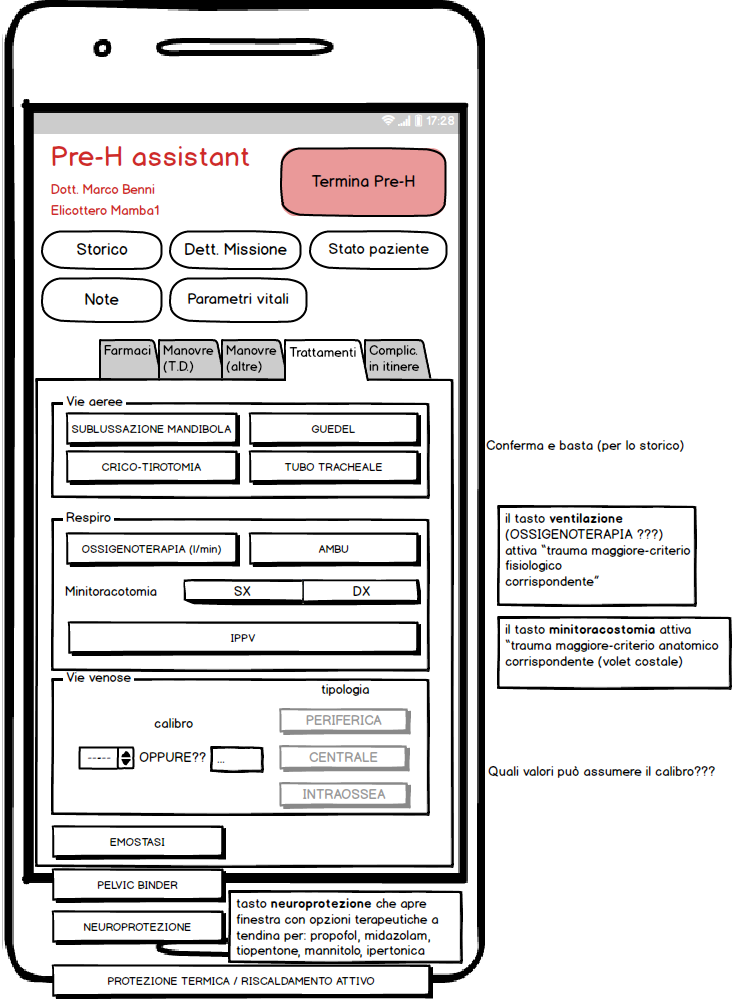 17:28
Pre-H assistant
Dott. Marco Benni
Elicottero Mamba1
Termina Pre-H
Storico
Dett. Missione
Stato paziente
Note
Parametri vitali
Farmaci
Manovre
(T.D.)
Manovre
(altre)
Trattamenti
Complic.
in itinere
Vie aeree
SUBLUSSAZIONE MANDIBOLA
GUEDEL
CRICO-TIROTOMIA
TUBO TRACHEALE
Conferma e basta (per lo storico)
Respiro
OSSIGENOTERAPIA (l/min)
AMBU
Minitoracotomia
SX
DX
IPPV
il tasto ventilazione
(OSSIGENOTERAPIA ???)
attiva “trauma maggiore-criterio
fisiologico
corrispondente”
il tasto minitoracostomia attiva
“trauma maggiore-criterio anatomico
corrispondente (volet costale)
Vie venose
tipologia
calibro
PERIFERICA
-----
OPPURE??
...
CENTRALE
INTRAOSSEA
Quali valori può assumere il calibro???
EMOSTASI
PELVIC BINDER
NEUROPROTEZIONE
tasto neuroprotezione che apre
finestra con opzioni terapeutiche a
tendina per: propofol, midazolam,
tiopentone, mannitolo, ipertonica
PROTEZIONE TERMICA / RISCALDAMENTO ATTIVO